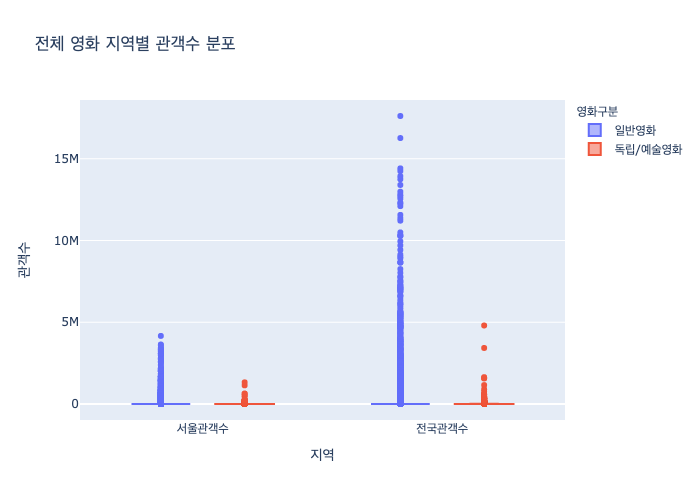 전체 영화 지역별 관객수 분포
영화구분
일반영화
독립/예술영화
15M
10M
5M
0
관객수
서울관객수
전국관객수
지역